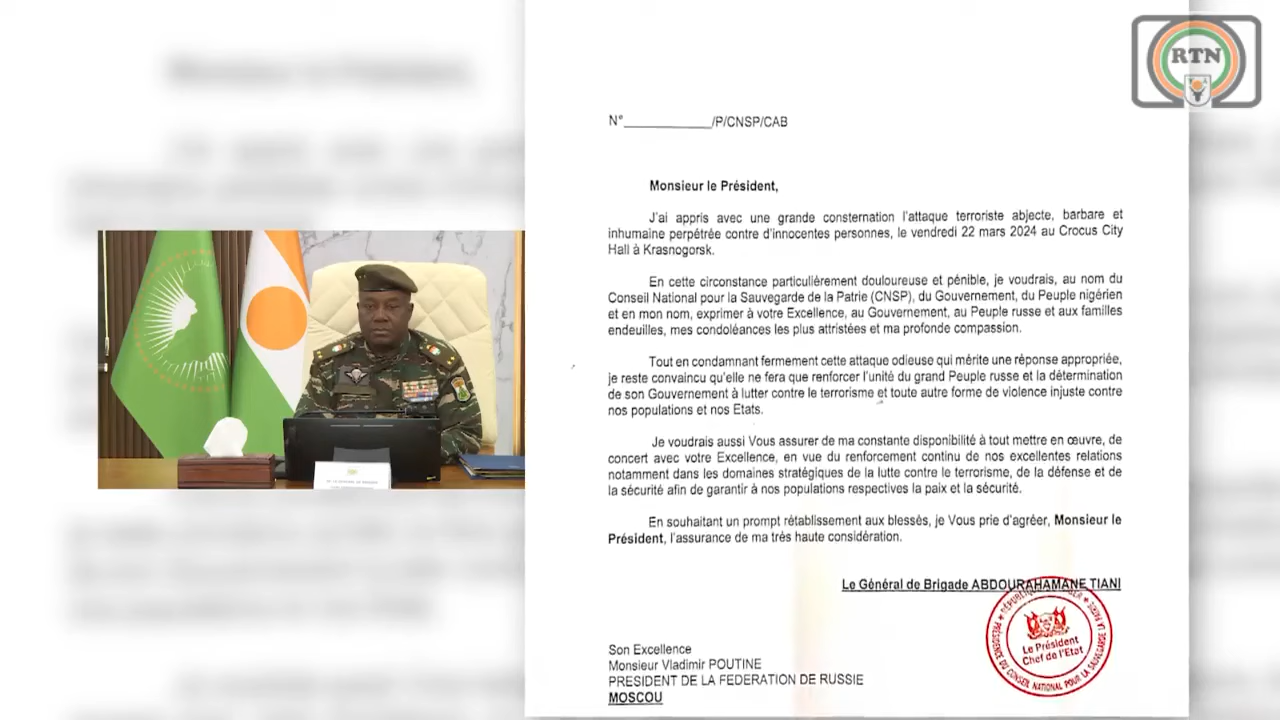 RTN
N°____________/P/CNSP/CAB
Monsieur le Président,
J'ai appris avec une grande consternation l'attaque terroriste abjecte, barbare et
inhumaine perpétrée contre d'innocentes personnes, le vendredi 22 mars 2024 au Crocus City
Hall à Krasnogorsk.
En cette circonstance particulièrement douloureuse et pénible, je voudrais, au nom du
Conseil National pour la Sauvegarde de la Patrie (CNSP), du Gouvernement, du Peuple nigérien
et en mon nom, exprimer à votre Excellence, au Gouvernement, au Peuple russe et aux familles
endeuilles, mes condoléances les plus attristées et ma profonde compassion.
Tout en condamnant fermement cette attaque odieuse qui mérite une réponse appropriée,
je reste convaincu qu'elle ne fera que renforcer l'unité du grand Peuple russe et la détermination
de son Gouvernement à lutter contre le terrorisme et toute autre forme de violence injuste contre
nos populations et nos Etats.
Je voudrais aussi Vous assurer de ma constante disponibilité à tout mettre en œuvre, de
concert avec votre Excellence, en vue du renforcement continu de nos excellentes relations
notamment dans les domaines stratégiques de la lutte contre le terrorisme, de la défense et de
la sécurité afin de garantir à nos populations respectives la paix et la sécurité.
En souhaitant un prompt rétablissement aux blessés, je Vous prie d'agréer, Monsieur le
Président, l'assurance de ma très haute considération.
Le Général de Brigade ABDOURAHAMANE TIANI
Le Président
Chef de l'Etat
PRÉSIDENCE DU CONSEIL NATIONAL POUR LA SAUVEGARDE
Son Excellence
Monsieur Vladimir POUTINE
PRESIDENT DE LA FEDERATION DE RUSSIE
MOSCOU